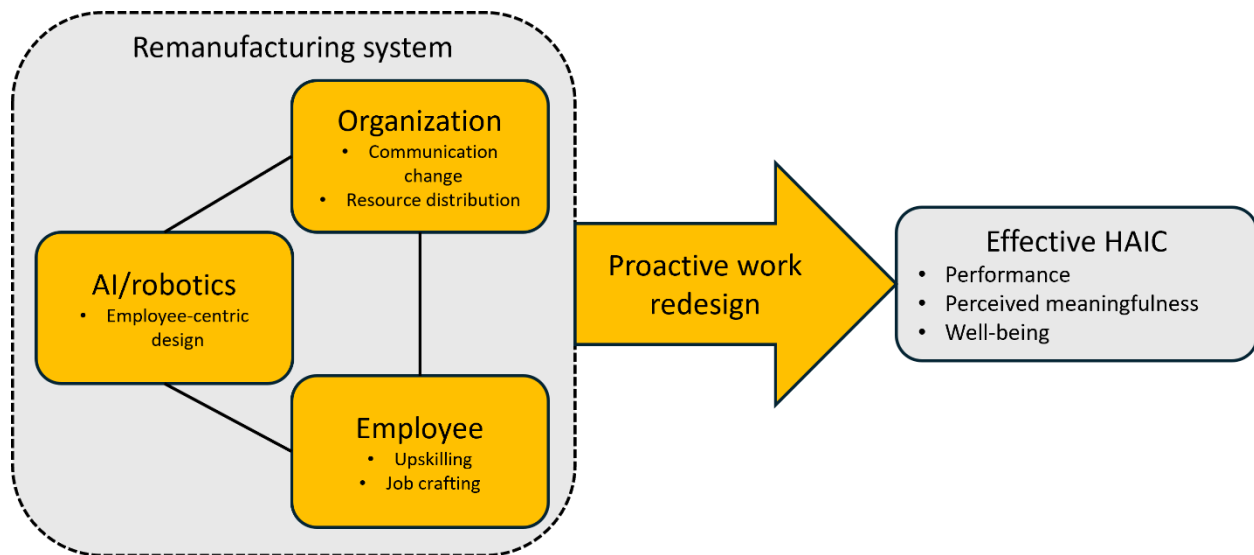 Remanufacturing system
Organization
• Communication
change
• Resource distribution
AI/robotics
• Employee-centric
design
Employee
• Upskilling
• Job crafting
Proactive work
redesign
Effective HAIC
• Performance
• Perceived meaningfulness
• Well-being